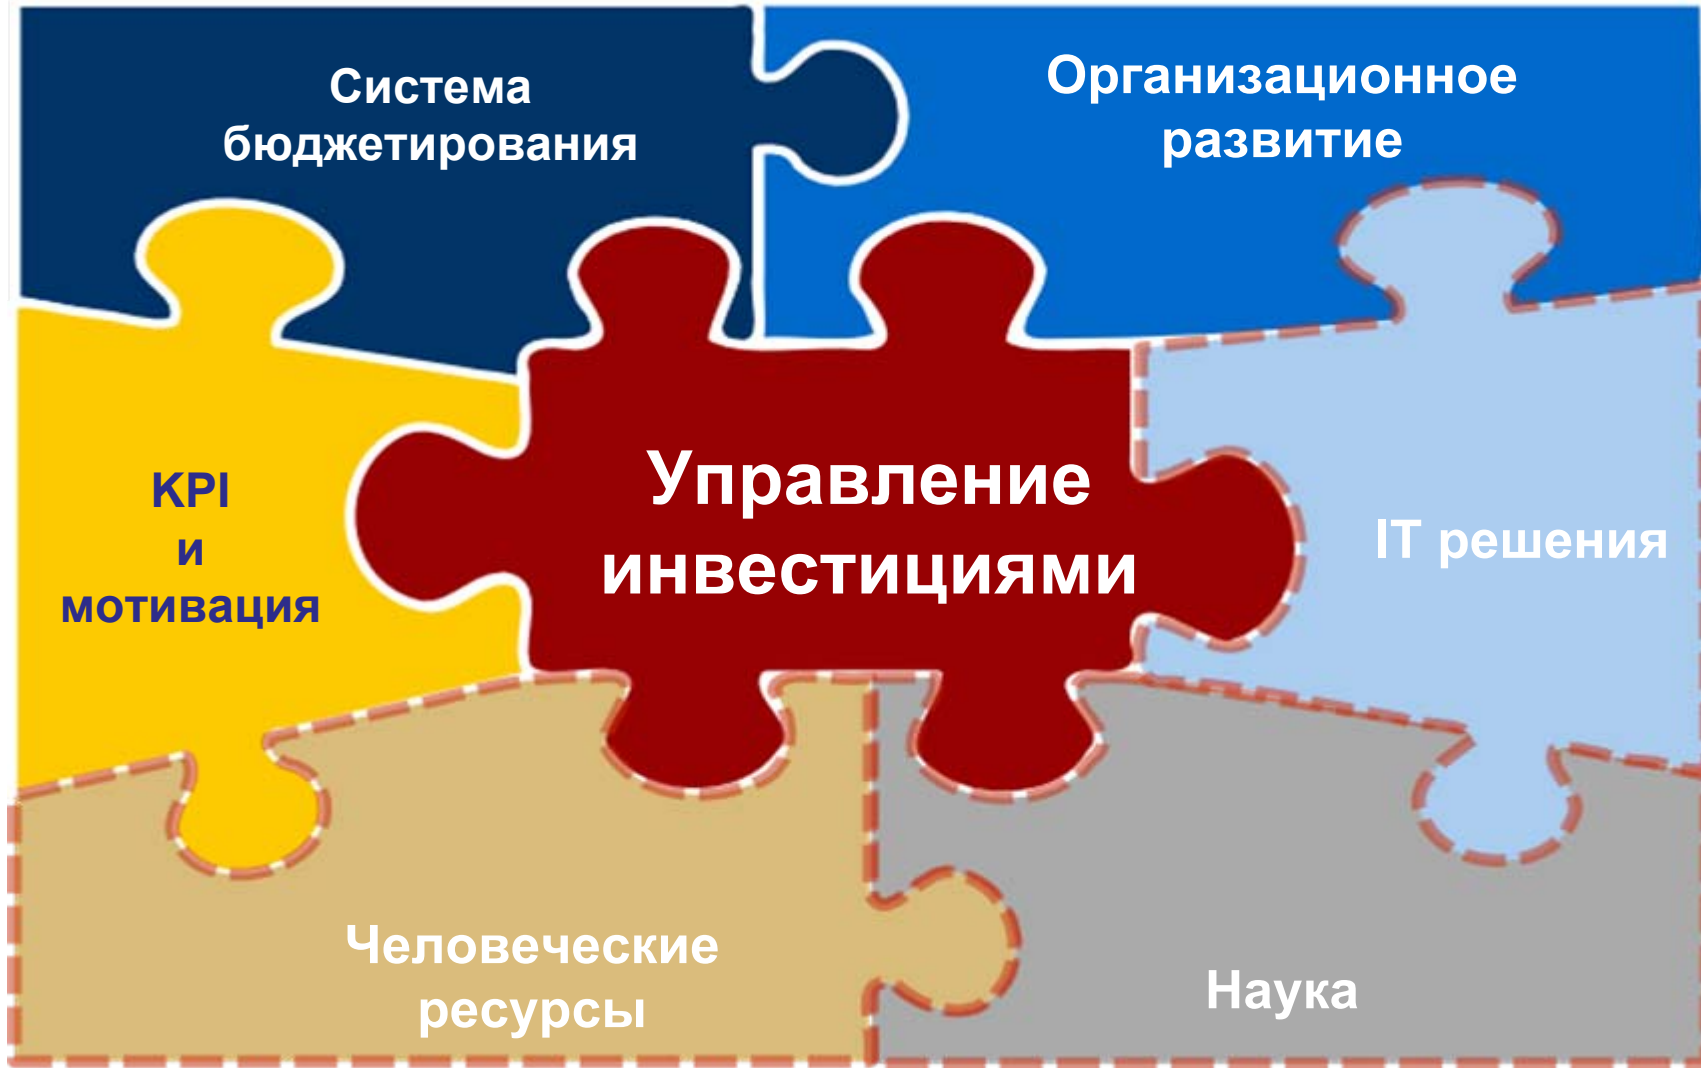 Система
бюджетирования
Организационное
развитие
KPI
и
мотивация
Управление
инвестициями
IT решения
Человеческие
ресурсы
Наука